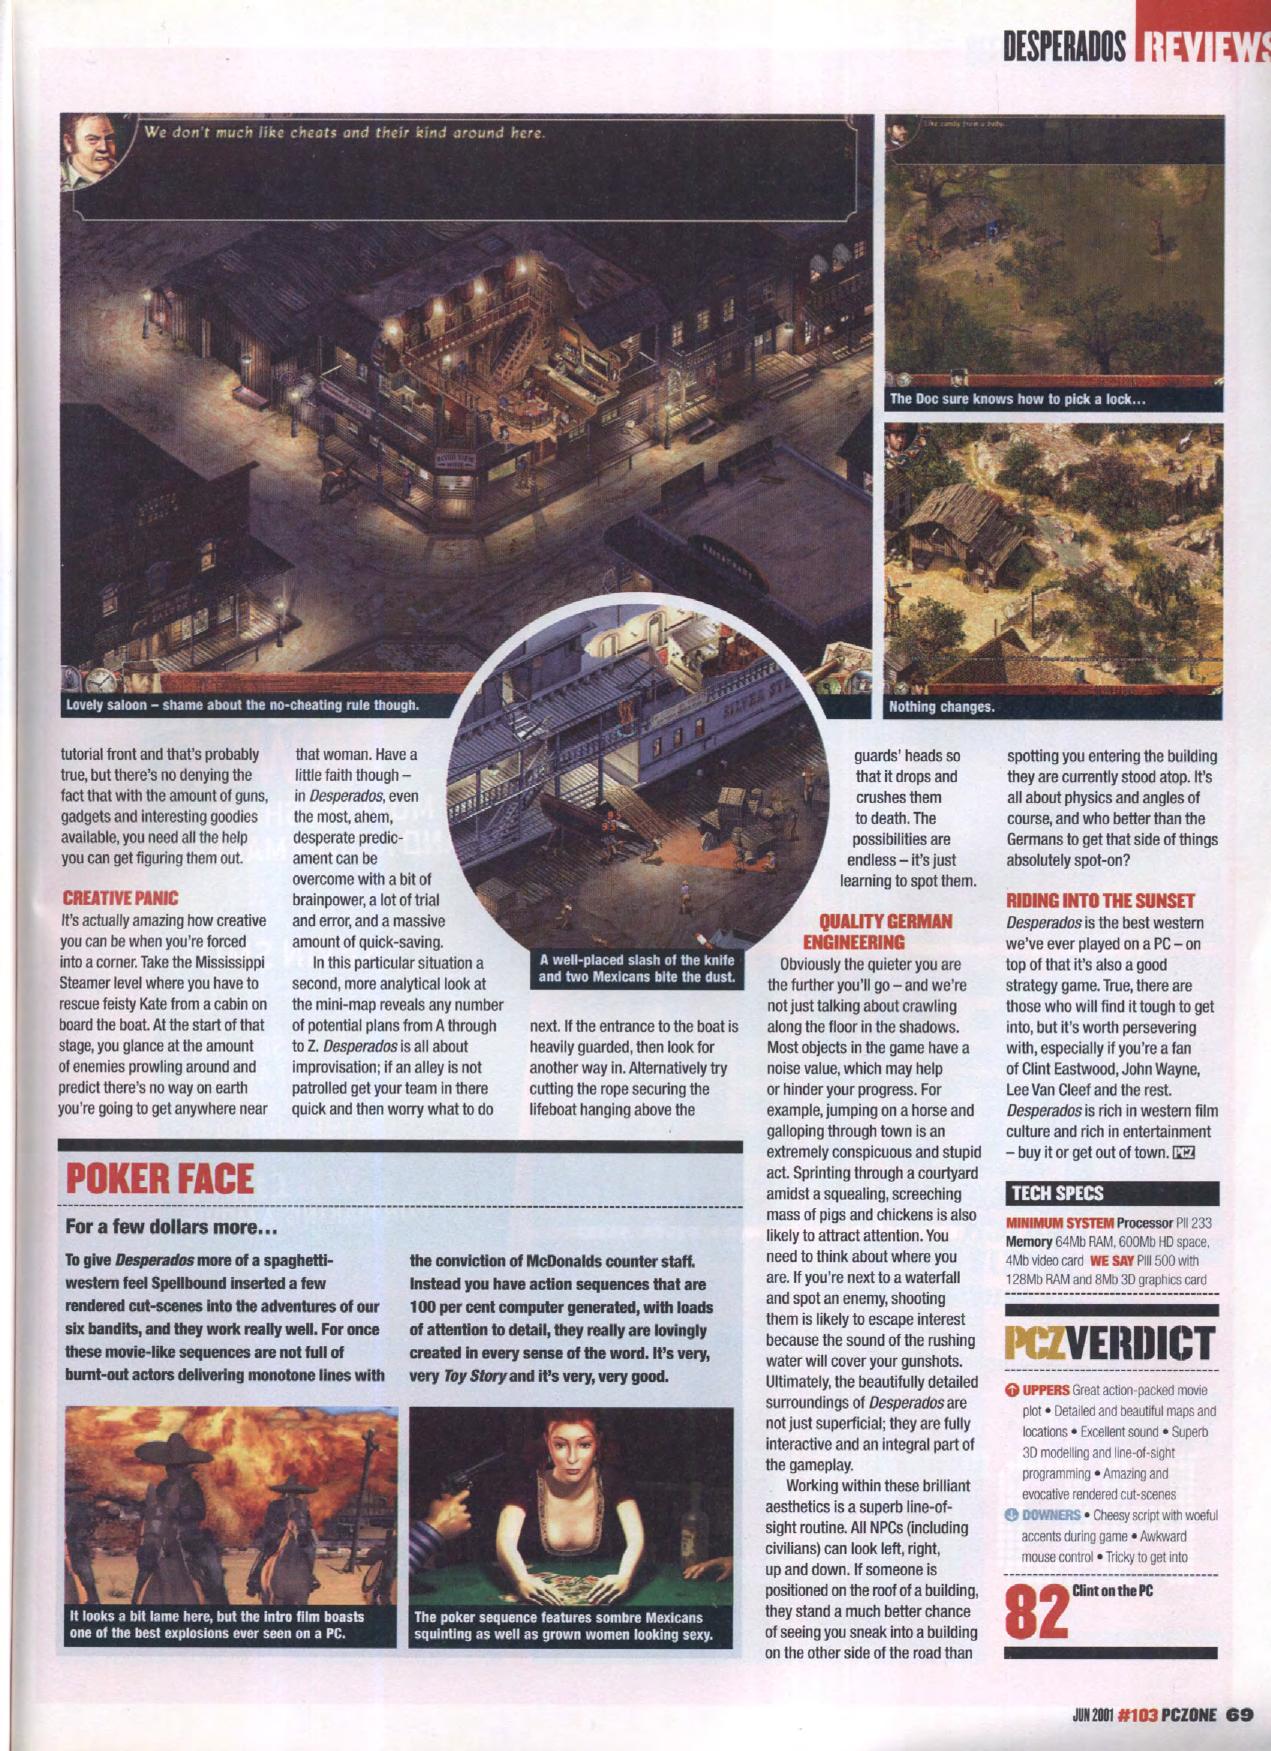 DESPERADOS REVIEWS
We don't much like cheats and their kind around here.
Like candy from a baby...
The Doc sure knows how to pick a lock...
Lovely saloon – shame about the no-cheating rule though.
Nothing changes.
tutorial front and that's probably
true, but there's no denying the
fact that with the amount of guns,
gadgets and interesting goodies
available, you need all the help
you can get figuring them out.
CREATIVE PANIC
It's actually amazing how creative
you can be when you're forced
into a corner. Take the Mississippi
Steamer level where you have to
rescue feisty Kate from a cabin on
board the boat. At the start of that
stage, you glance at the amount
of enemies prowling around and
predict there's no way on earth
you're going to get anywhere near
that woman. Have a
little faith though –
in Desperados, even
the most, ahem,
desperate predic-
ament can be
overcome with a bit of
brainpower, a lot of trial
and error, and a massive
amount of quick-saving.
In this particular situation a
second, more analytical look at
the mini-map reveals any number
of potential plans from A through
to Z. Desperados is all about
improvisation; if an alley is not
patrolled get your team in there
quick and then worry what to do
SILVER
A well-placed slash of the knife
and two Mexicans bite the dust.
next. If the entrance to the boat is
heavily guarded, then look for
another way in. Alternatively try
cutting the rope securing the
lifeboat hanging above the
guards' heads so
that it drops and
crushes them
to death. The
possibilities are
endless – it's just
learning to spot them.
QUALITY GERMAN
ENGINEERING
Obviously the quieter you are
the further you'll go – and we're
not just talking about crawling
along the floor in the shadows.
Most objects in the game have a
noise value, which may help
or hinder your progress. For
example, jumping on a horse and
galloping through town is an
extremely conspicuous and stupid
act. Sprinting through a courtyard
amidst a squealing, screeching
mass of pigs and chickens is also
likely to attract attention. You
need to think about where you
are. If you're next to a waterfall
and spot an enemy, shooting
them is likely to escape interest
because the sound of the rushing
water will cover your gunshots.
Ultimately, the beautifully detailed
surroundings of Desperados are
not just superficial; they are fully
interactive and an integral part of
the gameplay.
Working within these brilliant
aesthetics is a superb line-of-
sight routine. All NPCs (including
civilians) can look left, right,
up and down. If someone is
positioned on the roof of a building,
they stand a much better chance
of seeing you sneak into a building
on the other side of the road than
spotting you entering the building
they are currently stood atop. It's
all about physics and angles of
course, and who better than the
Germans to get that side of things
absolutely spot-on?
RIDING INTO THE SUNSET
Desperados is the best western
we've ever played on a PC – on
top of that it's also a good
strategy game. True, there are
those who will find it tough to get
into, but it's worth persevering
with, especially if you're a fan
of Clint Eastwood, John Wayne,
Lee Van Cleef and the rest.
Desperados is rich in western film
culture and rich in entertainment
– buy it or get out of town. PCZ
POKER FACE
For a few dollars more...
To give Desperados more of a spaghetti-
western feel Spellbound inserted a few
rendered cut-scenes into the adventures of our
six bandits, and they work really well. For once
these movie-like sequences are not full of
burnt-out actors delivering monotone lines with
the conviction of McDonalds counter staff.
Instead you have action sequences that are
100 per cent computer generated, with loads
of attention to detail, they really are lovingly
created in every sense of the word. It's very,
very Toy Story and it's very, very good.
It looks a bit lame here, but the intro film boasts
one of the best explosions ever seen on a PC.
The poker sequence features sombre Mexicans
squinting as well as grown women looking sexy.
TECH SPECS
MINIMUM SYSTEM Processor PII 233
Memory 64Mb RAM, 600Mb HD space,
4Mb video card WE SAY PIII 500 with
128Mb RAM and 8Mb 3D graphics card
PCZVERDICT
UPPERS Great action-packed movie
plot • Detailed and beautiful maps and
locations • Excellent sound • Superb
3D modelling and line-of-sight
programming • Amazing and
evocative rendered cut-scenes
DOWNERS • Cheesy script with woeful
accents during game • Awkward
mouse control • Tricky to get into
82 Clint on the PC
JUN 2001 #103 PCZONE 69